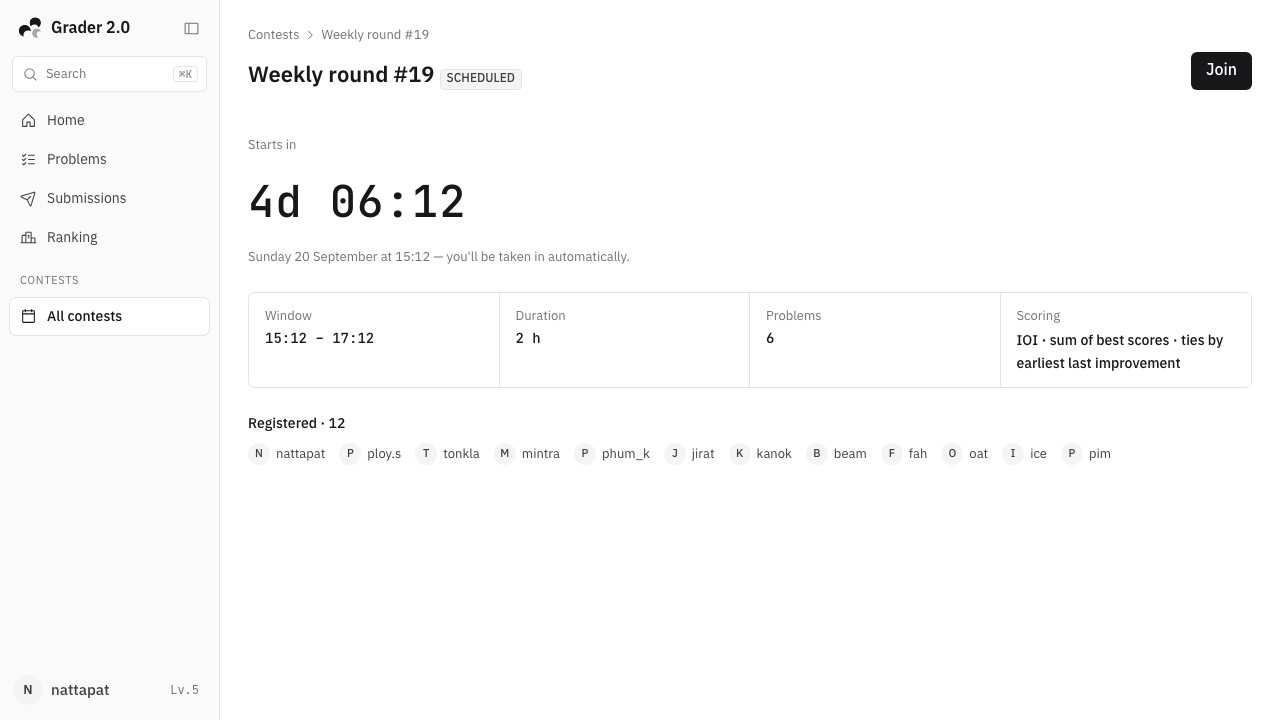 Grader 2.0
Search ⌘K
Home
Problems
Submissions
Ranking
CONTESTS
All contests
N nattapat Lv.5
Contests > Weekly round #19
Weekly round #19 SCHEDULED
Join
Starts in
4d 06:12
Sunday 20 September at 15:12 — you'll be taken in automatically.
Window
15:12 – 17:12
Duration
2 h
Problems
6
Scoring
IOI · sum of best scores · ties by
earliest last improvement
Registered · 12
N nattapat P ploy.s T tonkla M mintra P phum_k J jirat K kanok B beam F fah O oat I ice P pim